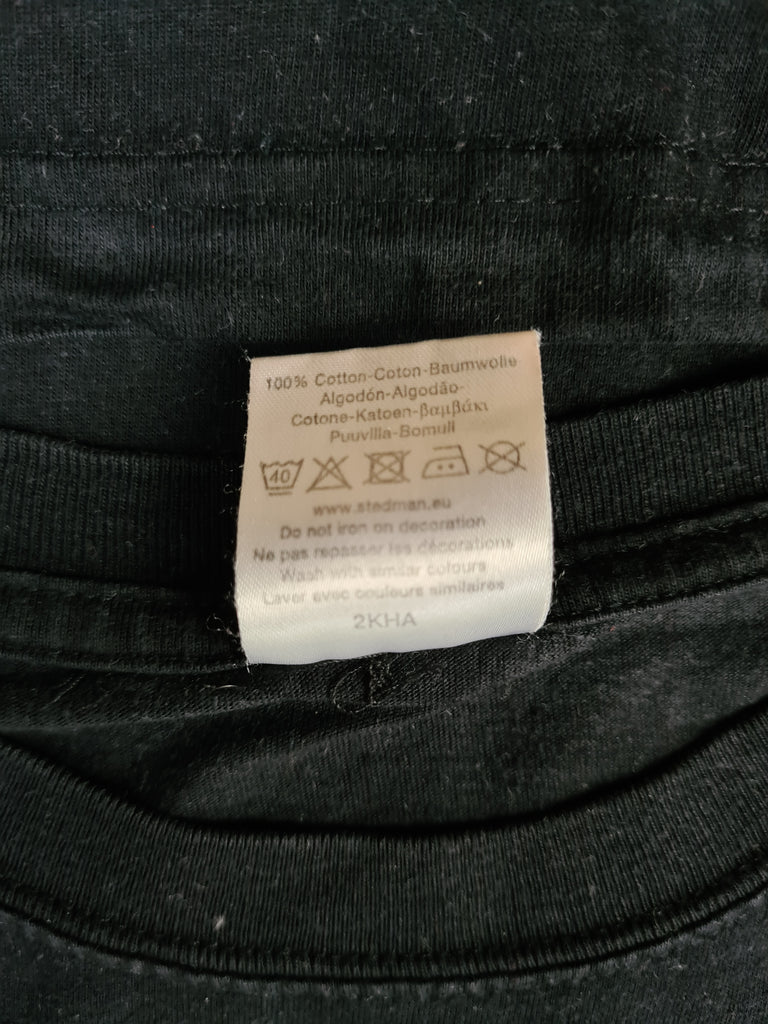 100% Cotton-Coton-Baumwolle
Algodón-Algodão-
Cotone-Katoen-βαμβάκι
Puuvilla-Bomull
40
www.stedman.eu
Do not iron on decoration
Ne pas repasser les décorations
Wash with similar colours
Laver avec couleurs similaires
2KHA